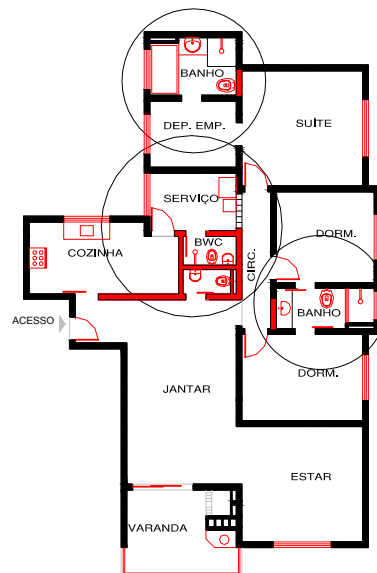 BANHO
DEP. EMP.
SUÍTE
SERVIÇO
BWC
DORM.
COZINHA
CIRC.
BANHO
ACESSO
DORM.
JANTAR
ESTAR
VARANDA